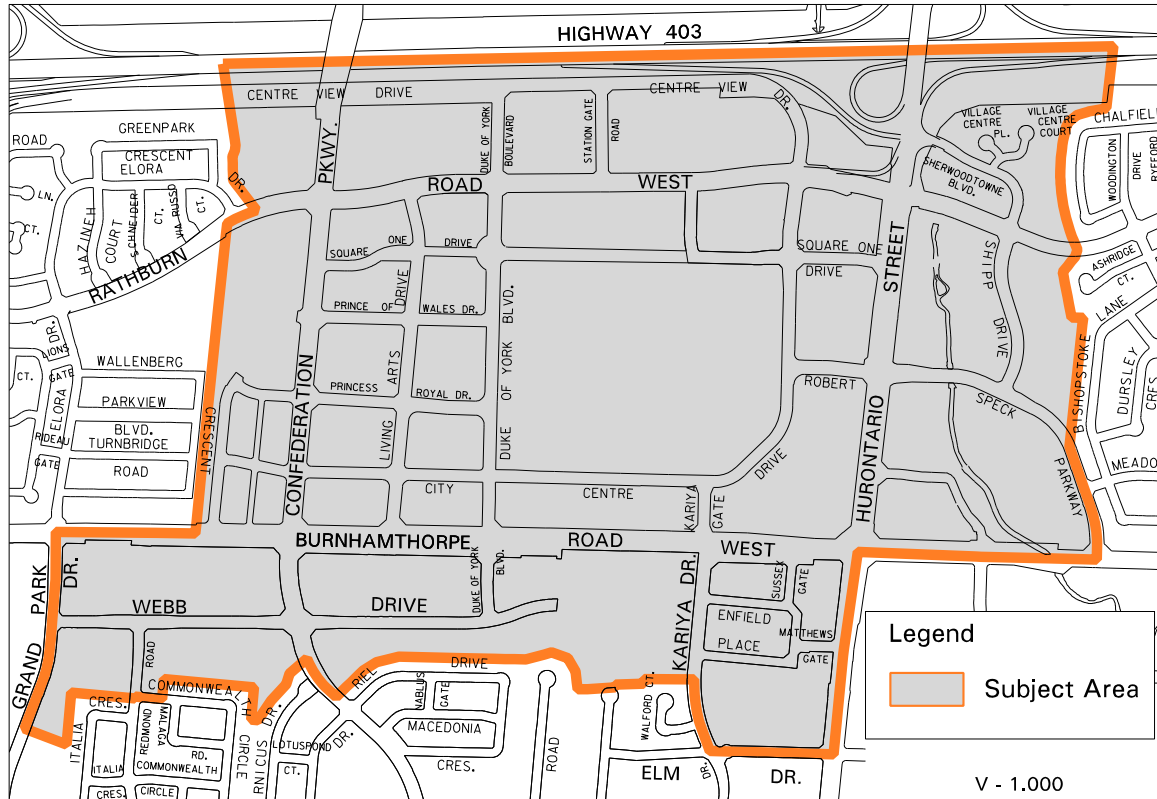 HIGHWAY 403
CENTRE VIEW DRIVE
CENTRE VIEW
DR.
DUKE OF YORK
BOULEVARD
STATION GATE
ROAD
VILLAGE
CENTRE
PL.
VILLAGE
CENTRE
COURT
CHALFIE
ROAD
GREENPARK
CRESCENT
ELORA
DR.
LN.
CT.
HAZINEH
COURT
SCHNEIDER
CT.
CT.
RATHBURN
PKWY.
ROAD
WEST
SHERWOODTOWNE
BLVD.
WOODINGTON
DRIVE
RYEFORD
SQUARE ONE
DRIVE
SQUARE ONE
DRIVE
STREET
SHIPP
DRIVE
ASHRIDGE
CT.
LANE
PRINCE OF
WALES DR.
DRIVE
ARTS
LIVING
DUKE OF YORK BLVD.
DR.
LIONS
GATE
ELORA
CT.
RIDEAU
GATE
WALLENBERG
PARKVIEW
BLVD.
TURNBRIDGE
ROAD
CRESCENT
CONFEDERATION
PRINCESS
ROYAL DR.
ROBERT
SPECK
PARKWAY
BISHOPSTOKE
DURSLEY
CRES.
MEADO
CITY
CENTRE
DRIVE
KARIYA
GATE
HURONTARIO
BURNHAMTHORPE
ROAD
WEST
GRAND PARK
DR.
WEBB
DRIVE
DUKE OF YORK
BLVD.
KARIYA DR.
SUSSEX
GATE
ENFIELD
PLACE
MATTHEWS
GATE
ROAD
COMMONWEALTH
CIRCLE
DR.
RIEL
DRIVE
NABLUS
GATE
MACEDONIA
CRES.
DR.
LOTUSPOND
CT.
CRES.
ITALIA
REDMOND
MALAGA
RD.
COMMONWEALTH
CIRCLE
ITALIA
CRES.
ROAD
WALFORD
CT.
ELM
DR.
DR.
Legend
Subject Area
V - 1.000